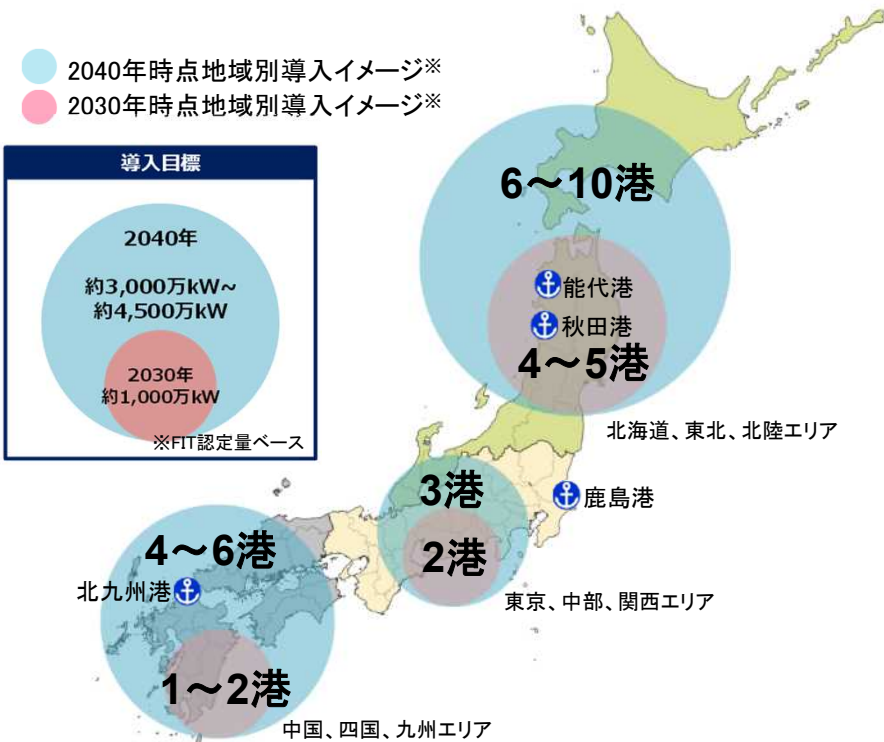 2040年時点地域別導入イメージ※
2030年時点地域別導入イメージ※
導入目標
2040年
約3,000万kW~
約4,500万kW
2030年
約1,000万kW
※FIT認定量ベース
6~10港
能代港
秋田港
4~5港
北海道、東北、北陸エリア
3港
鹿島港
2港
東京、中部、関西エリア
4~6港
北九州港
1~2港
中国、四国、九州エリア